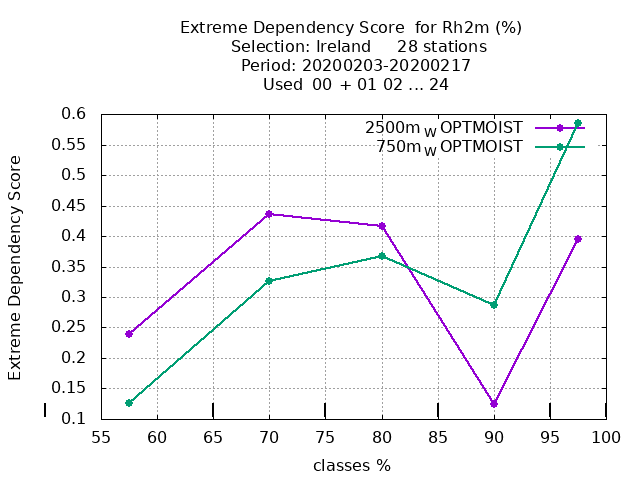 Extreme Dependency Score  for Rh2m (%)
Selection: Ireland     28 stations
Period: 20200203-20200217
Used  00 + 01 02 ... 24
Extreme Dependency Score
0.6
0.55
0.5
0.45
0.4
0.35
0.3
0.25
0.2
0.15
0.1
2500m W OPTMOIST
750m W OPTMOIST
55 60 65 70 75 80 85 90 95 100
classes %